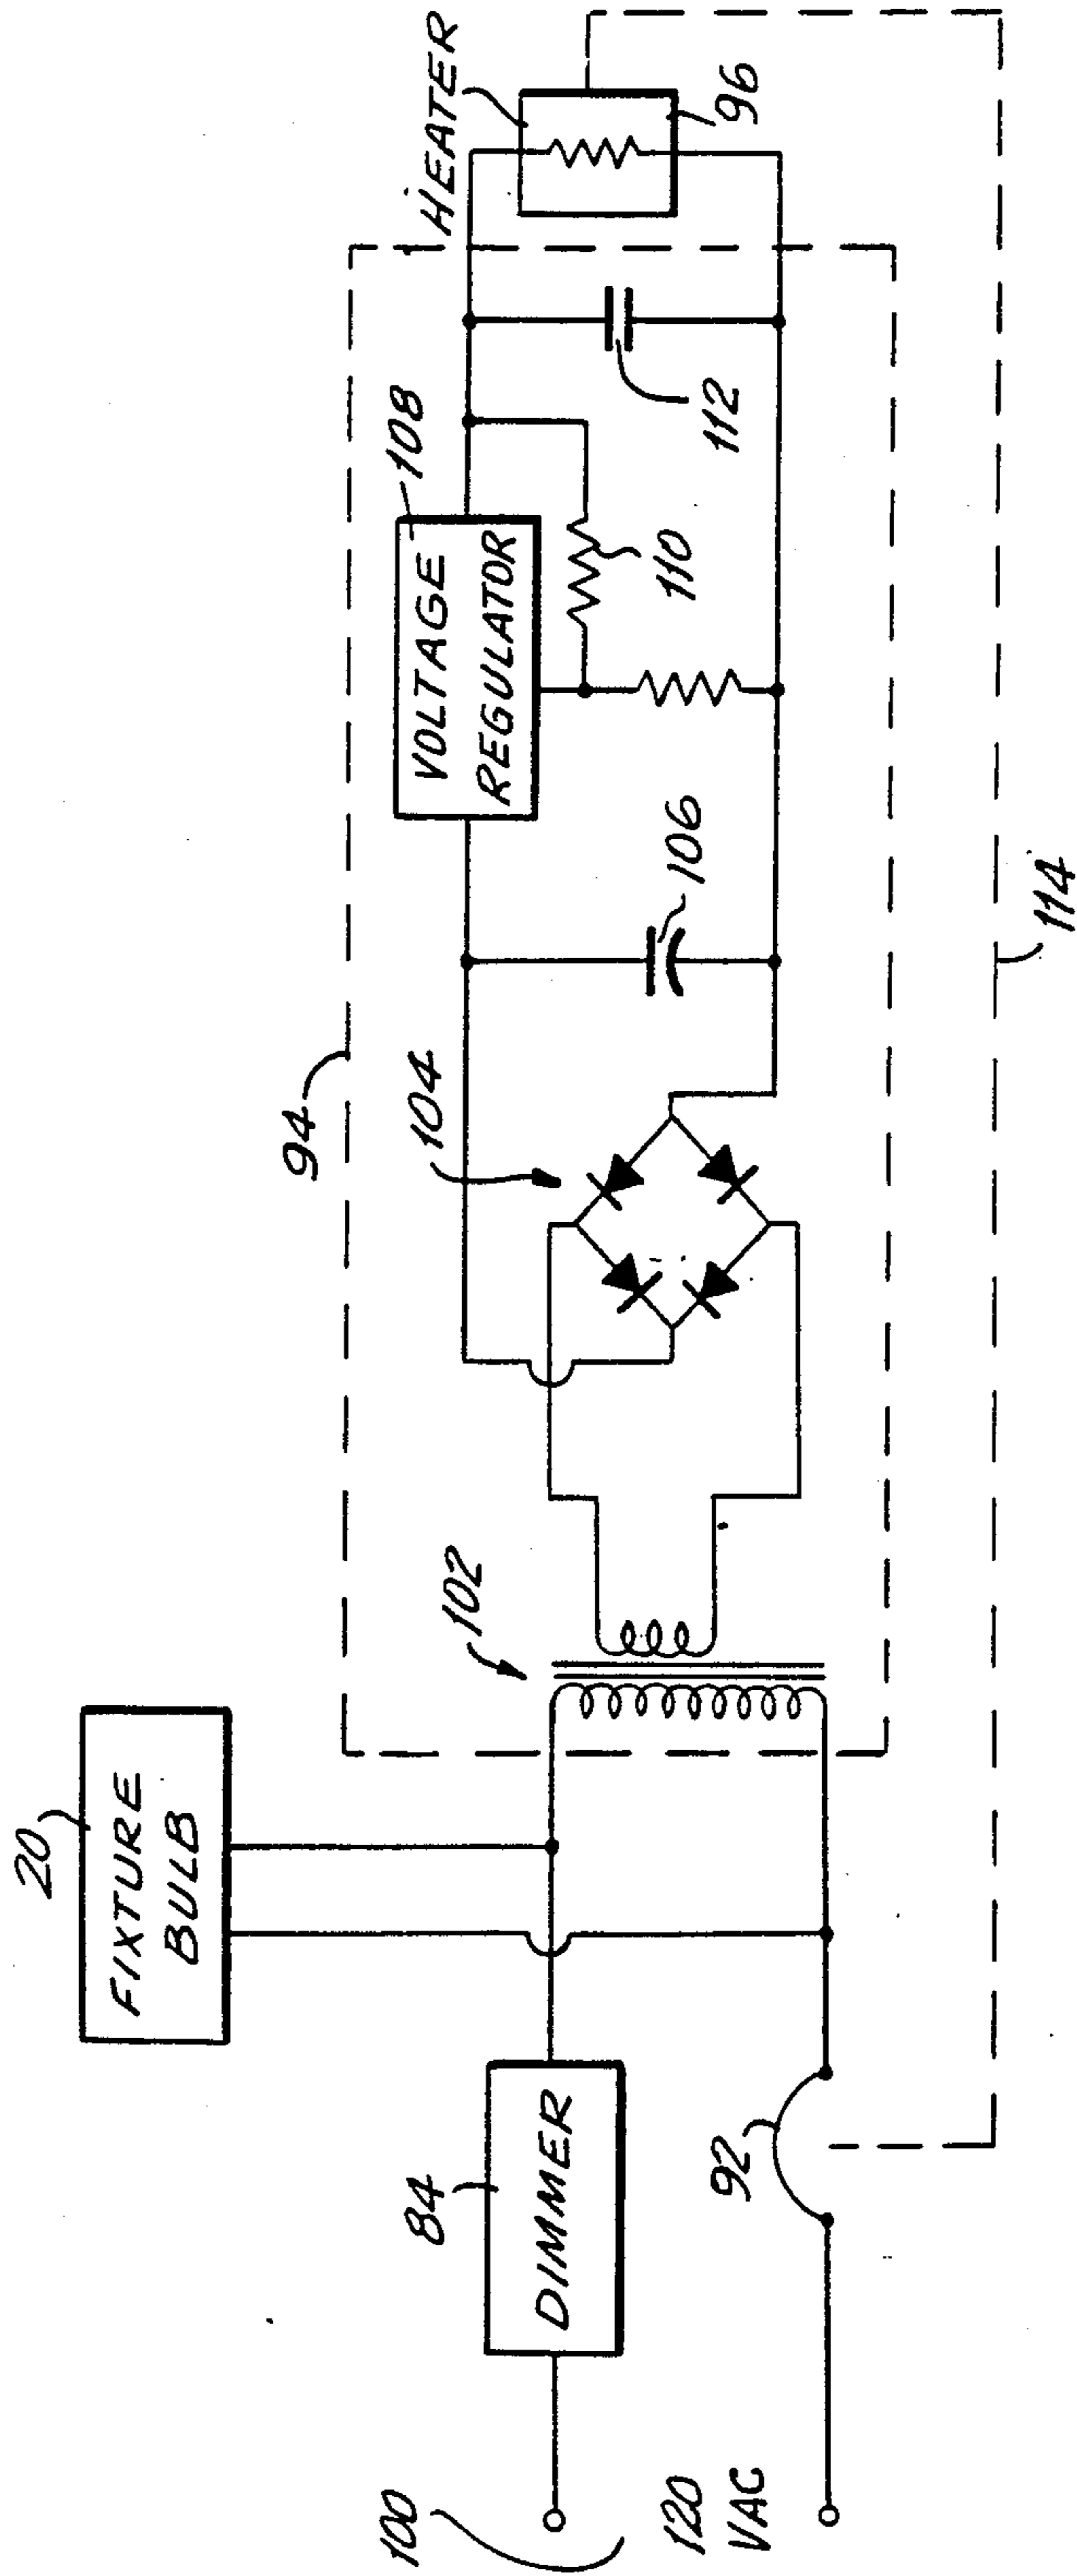 20
FIXTURE
BULB
94
HEATER
108
VOLTAGE
REGULATOR
84
DIMMER
102
104
106
110
112
96
100
120
VAC
92
114